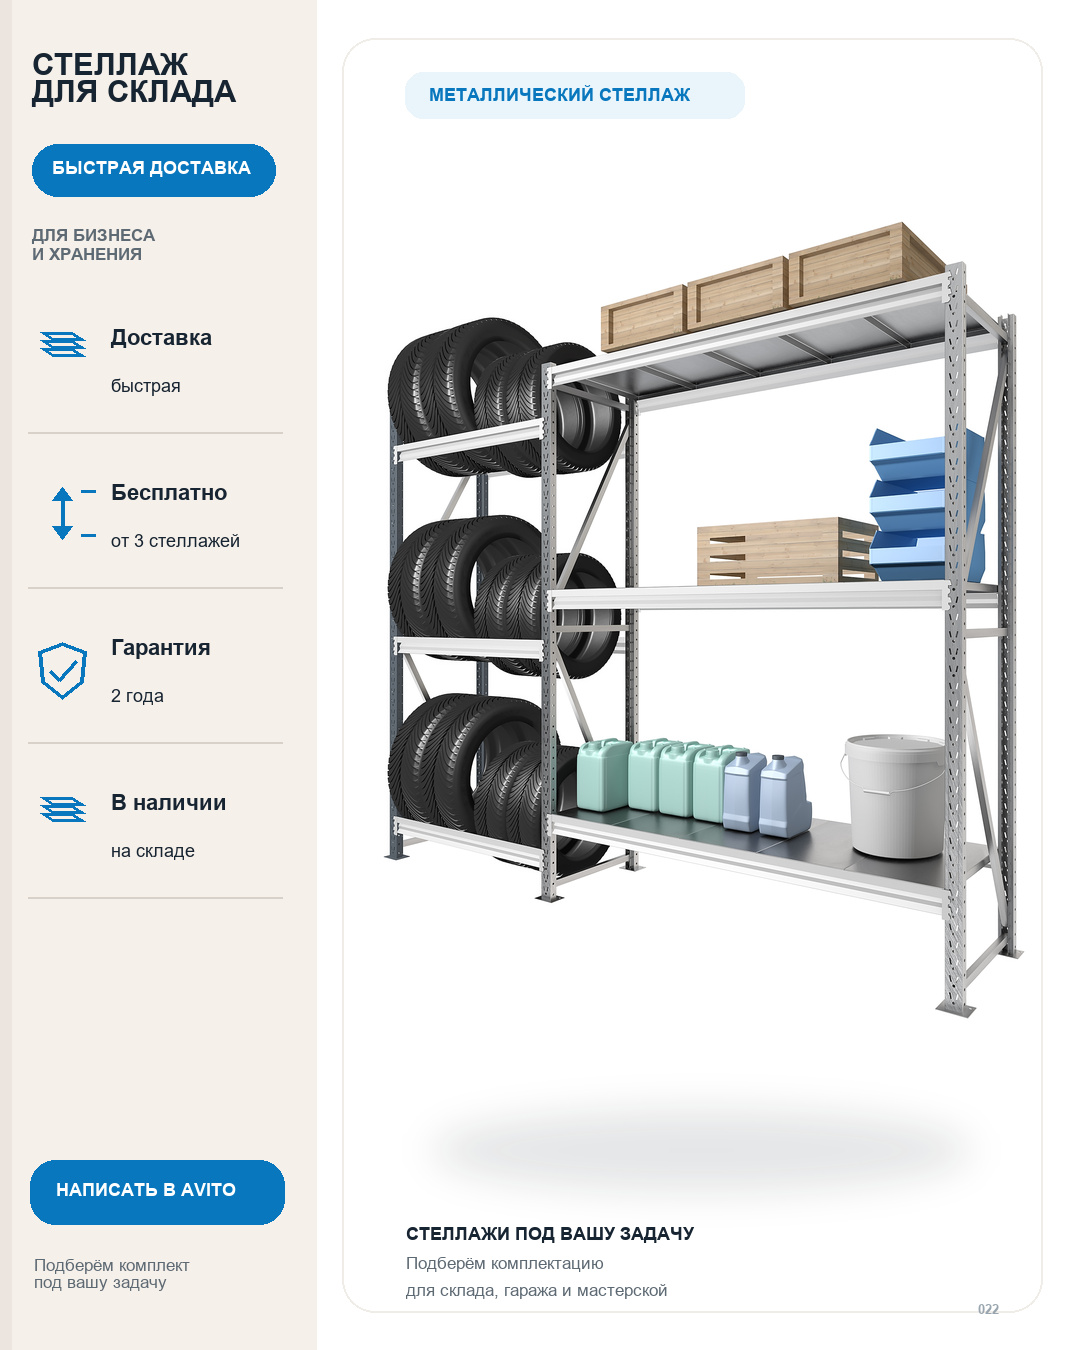 СТЕЛЛАЖ
ДЛЯ СКЛАДА
БЫСТРАЯ ДОСТАВКА
ДЛЯ БИЗНЕСА
И ХРАНЕНИЯ
Доставка
быстрая
Бесплатно
от 3 стеллажей
Гарантия
2 года
В наличии
на складе
НАПИСАТЬ В AVITO
Подберём комплект
под вашу задачу
МЕТАЛЛИЧЕСКИЙ СТЕЛЛАЖ
СТЕЛЛАЖИ ПОД ВАШУ ЗАДАЧУ
Подберём комплектацию
для склада, гаража и мастерской
022